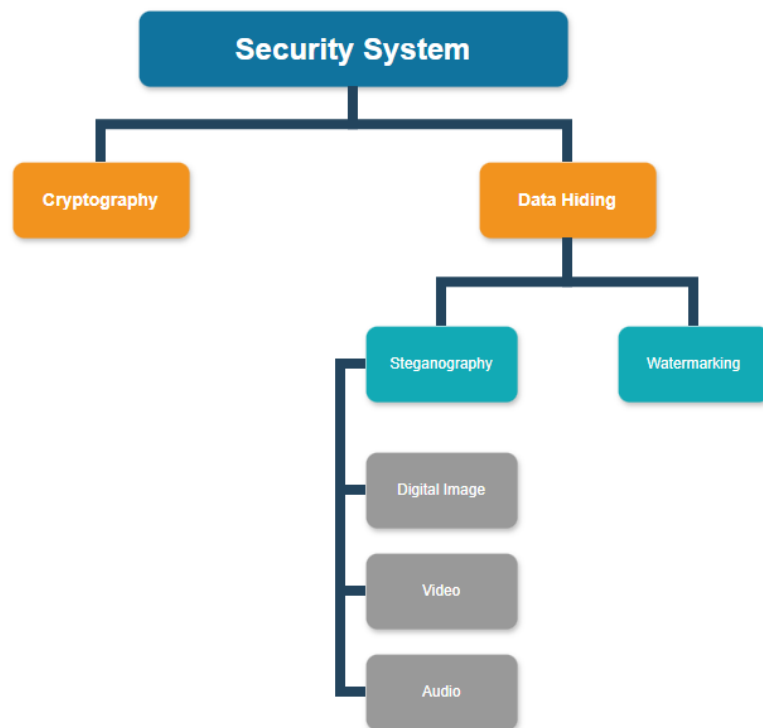 Security System
Cryptography
Data Hiding
Steganography
Watermarking
Digital Image
Video
Audio